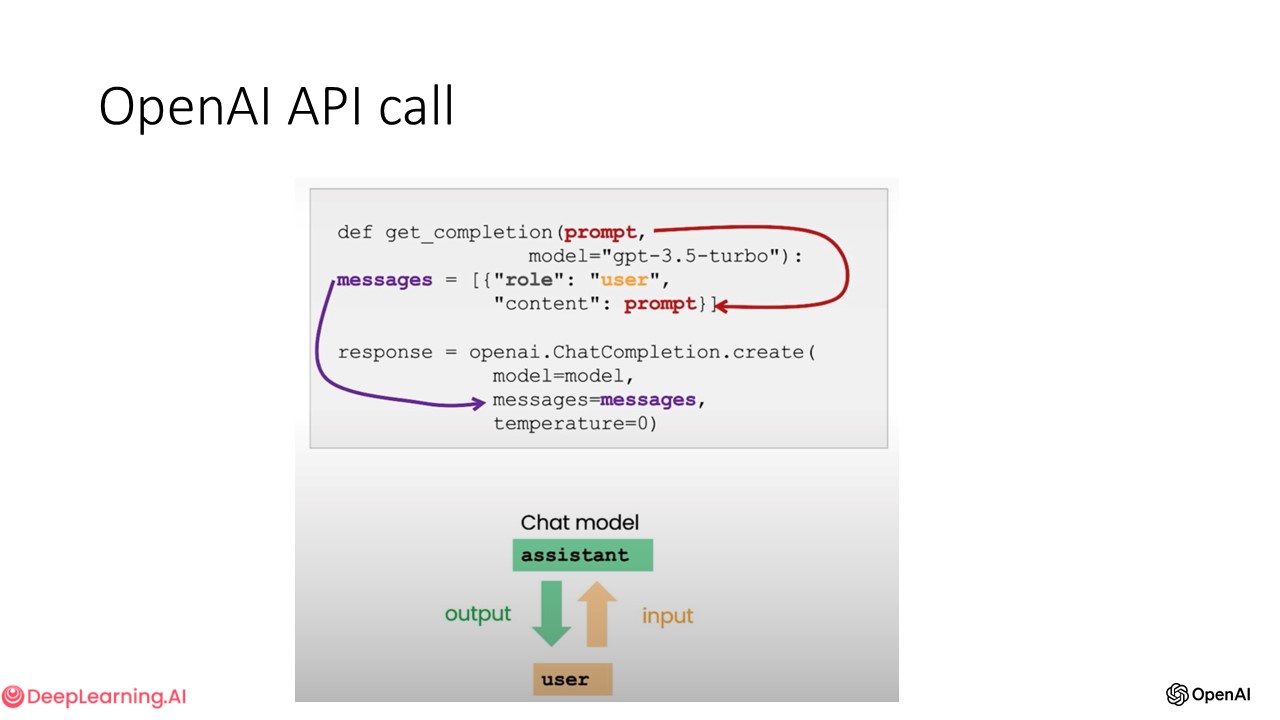 OpenAI API call
def get_completion(prompt,
model="gpt-3.5-turbo"):
messages = [{"role": "user",
"content": prompt}]
response = openai.ChatCompletion.create(
model=model,
messages=messages,
temperature=0)
Chat model
assistant
output
input
user
DeepLearning.AI
OpenAI